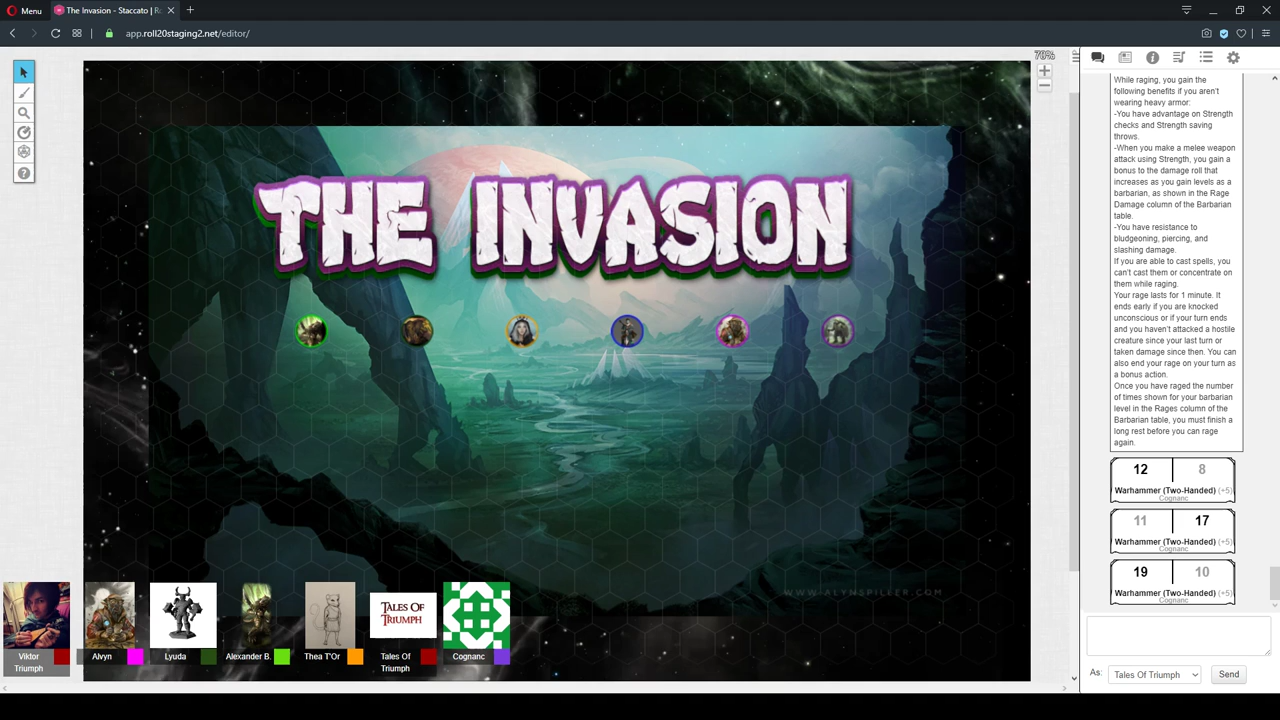 Menu
The Invasion - Staccato | Ro
app.roll20staging2.net/editor/
70%
THE INVASION
WWW.ALYNSPILLER.COM
Viktor
Triumph
Alvyn
Lyuda
Alexander B.
Thea T'Or
TALES OF
TRIUMPH
Tales Of
Triumph
Cognanc
While raging, you gain the
following benefits if you aren't
wearing heavy armor:
-You have advantage on Strength
checks and Strength saving
throws.
-When you make a melee weapon
attack using Strength, you gain a
bonus to the damage roll that
increases as you gain levels as a
barbarian, as shown in the Rage
Damage column of the Barbarian
table.
-You have resistance to
bludgeoning, piercing, and
slashing damage.
If you are able to cast spells, you
can't cast them or concentrate on
them while raging.
Your rage lasts for 1 minute. It
ends early if you are knocked
unconscious or if your turn ends
and you haven't attacked a hostile
creature since your last turn or
taken damage since then. You can
also end your rage on your turn as
a bonus action.
Once you have raged the number
of times shown for your barbarian
level in the Rages column of the
Barbarian table, you must finish a
long rest before you can rage
again.
12 8
Warhammer (Two-Handed) (+5)
Cognanc
11 17
Warhammer (Two-Handed) (+5)
Cognanc
19 10
Warhammer (Two-Handed) (+5)
Cognanc
As: Tales Of Triumph Send